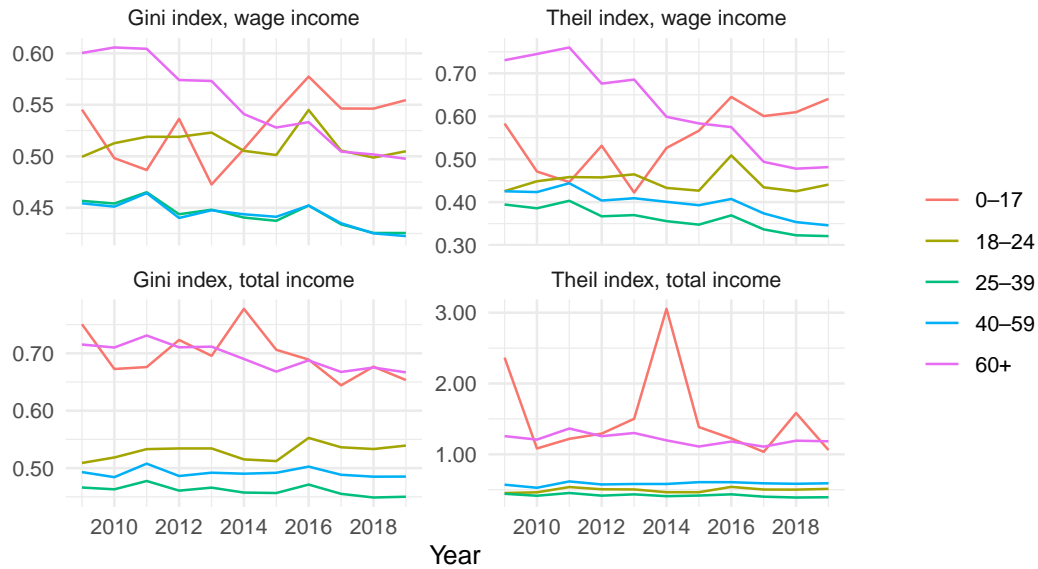 Gini index, wage income
Theil index, wage income
0.60
0.55
0.50
0.45
0.70
0.60
0.50
0.40
0.30
Gini index, total income
Theil index, total income
0.70
0.60
0.50
3.00
2.00
1.00
2010 2012 2014 2016 2018
2010 2012 2014 2016 2018
Year
0–17
18–24
25–39
40–59
60+